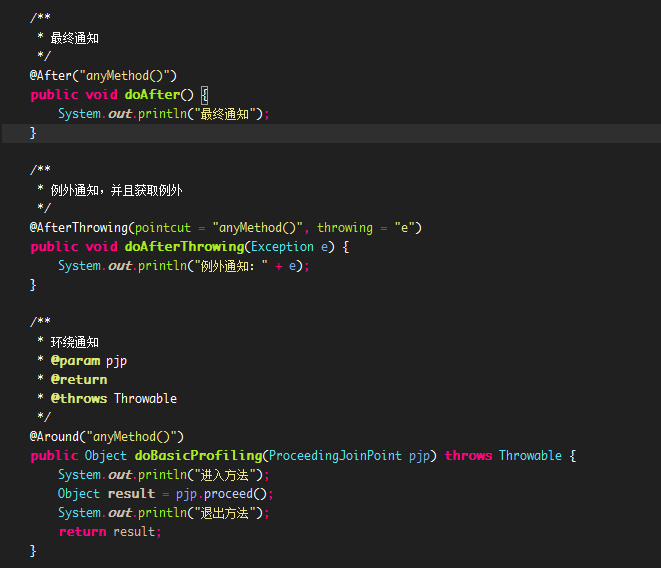 /**
 * 最终通知
 */
@After("anyMethod()")
public void doAfter() {
    System.out.println("最终通知");
}
/**
 * 例外通知,并且获取例外
 */
@AfterThrowing(pointcut = "anyMethod()", throwing = "e")
public void doAfterThrowing(Exception e) {
    System.out.println("例外通知: " + e);
}
/**
 * 环绕通知
 * @param pjp
 * @return
 * @throws Throwable
 */
@Around("anyMethod()")
public Object doBasicProfiling(ProceedingJoinPoint pjp) throws Throwable {
    System.out.println("进入方法");
    Object result = pjp.proceed();
    System.out.println("退出方法");
    return result;
}